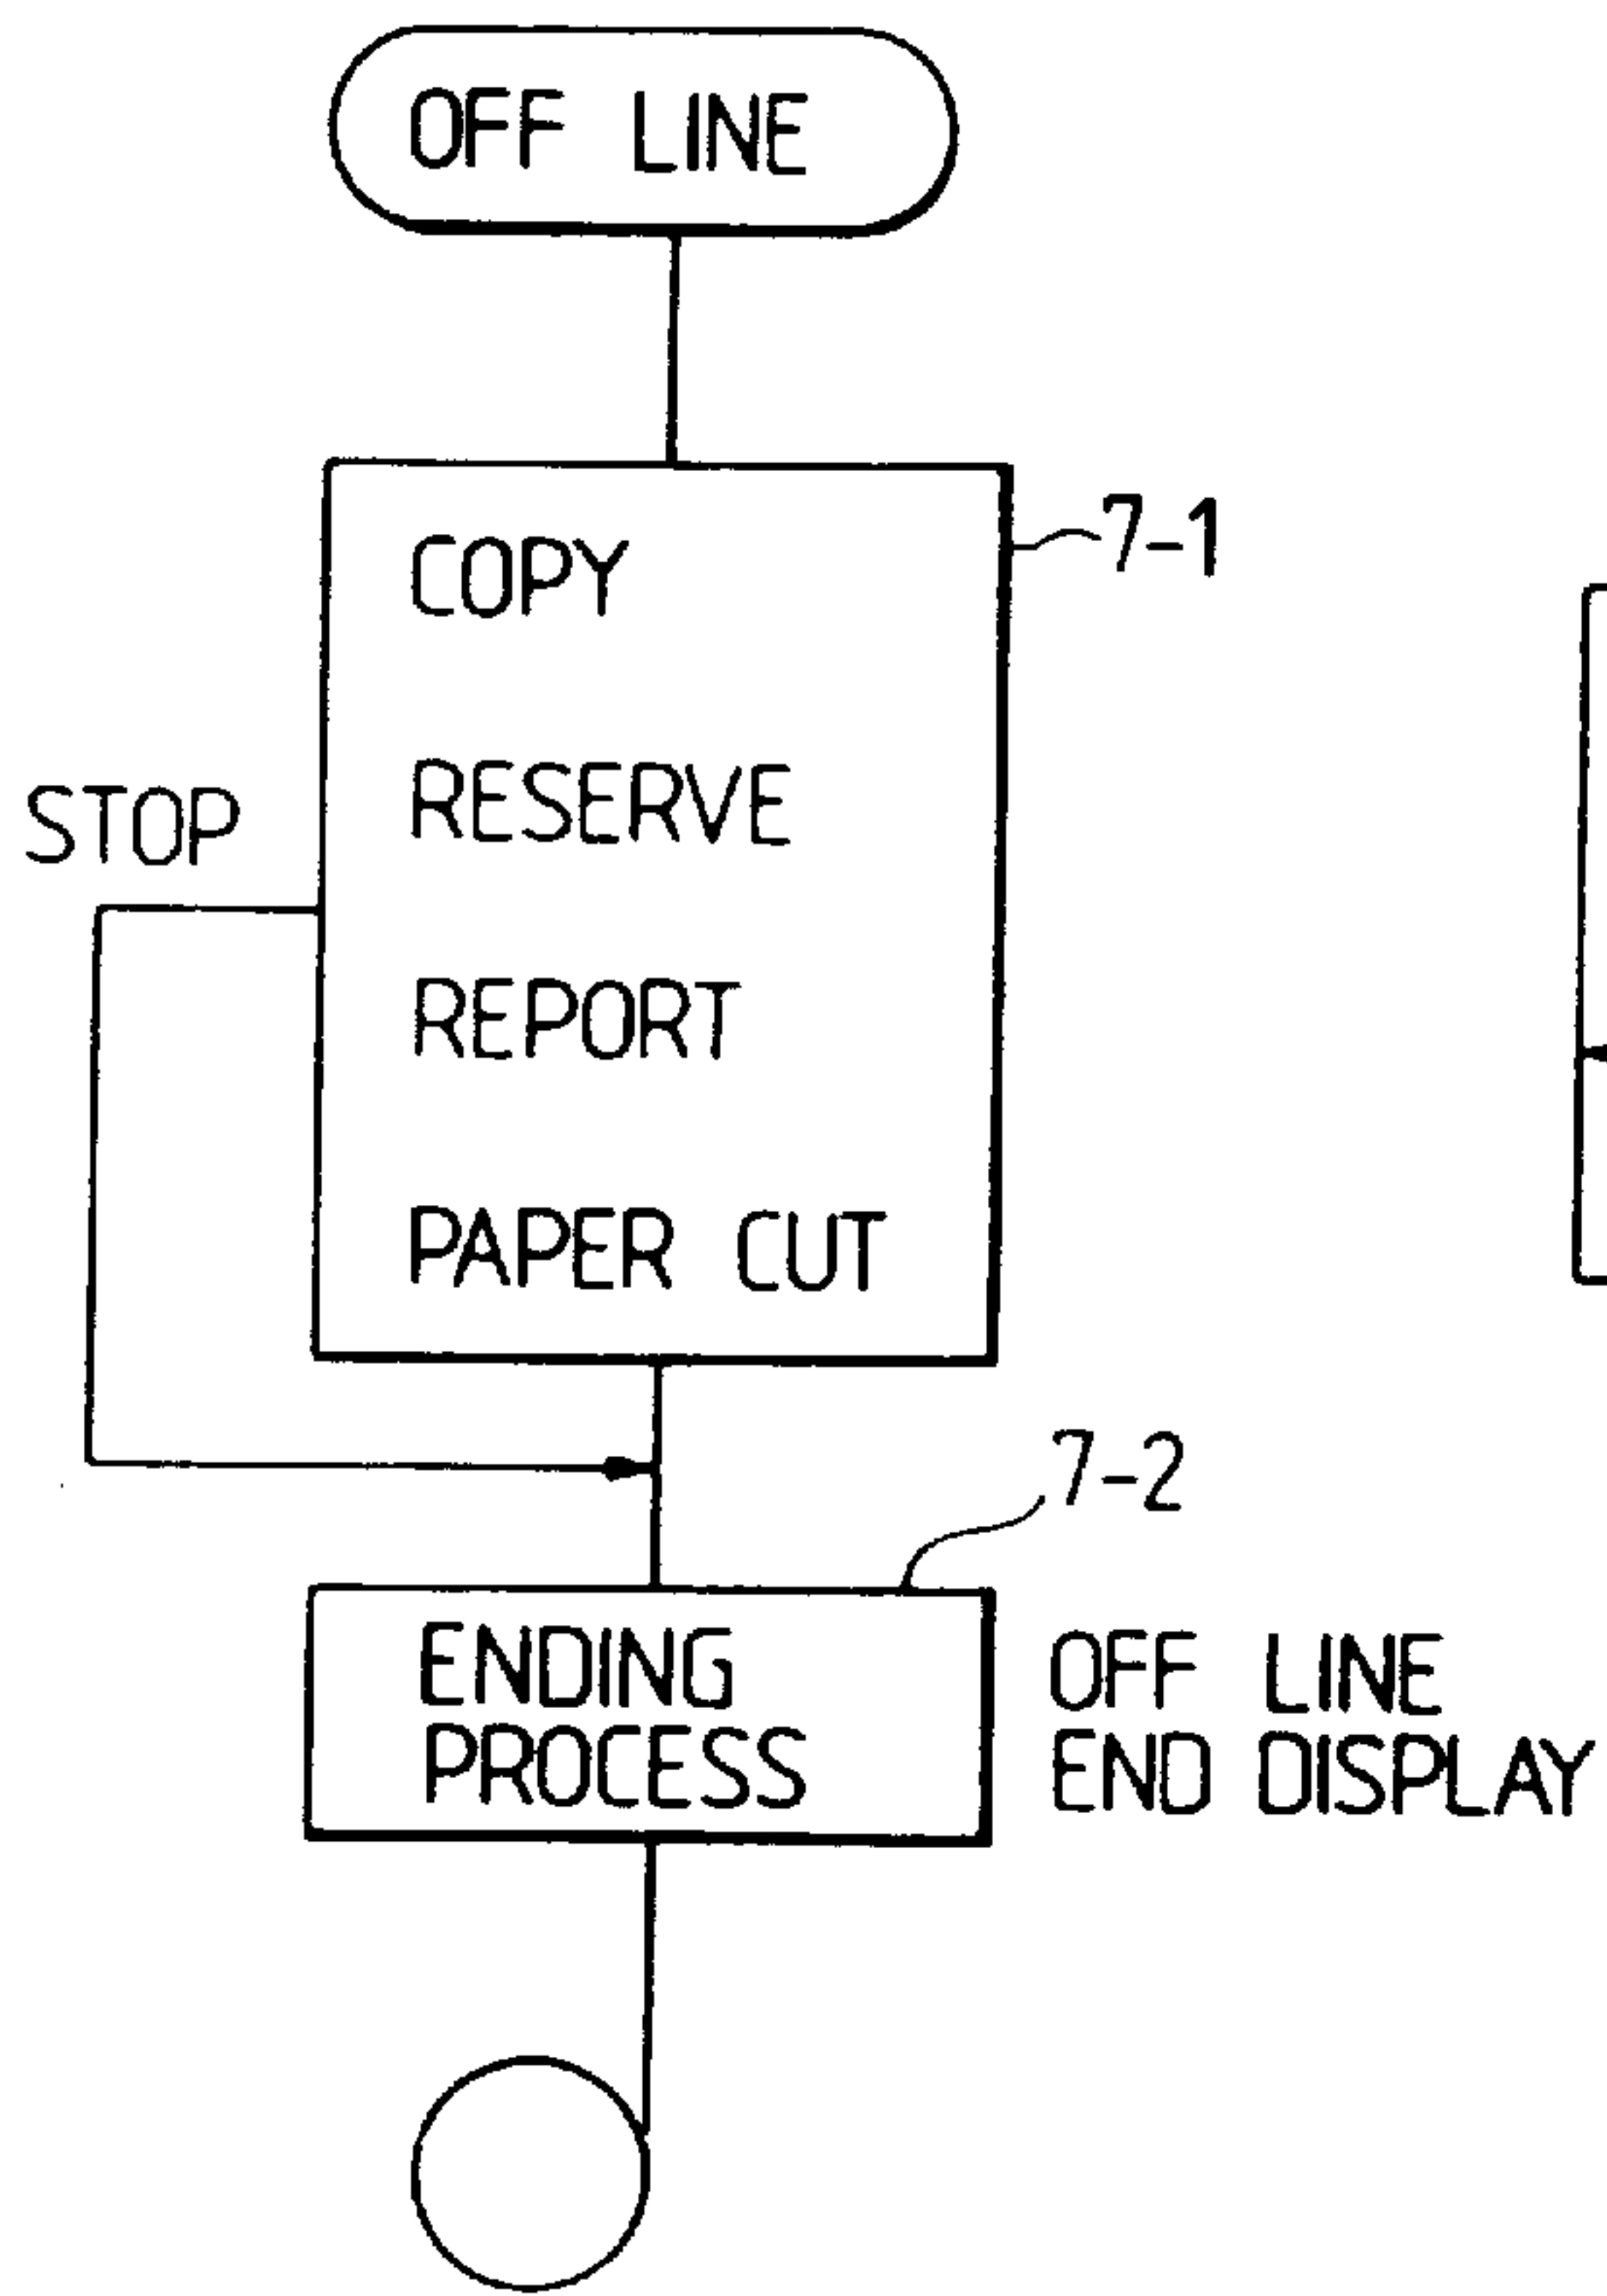 OFF LINE
COPY
7-1
RESERVE
STOP
REPORT
PAPER CUT
7-2
ENDING
PROCESS
OFF LINE
END DISPLAY